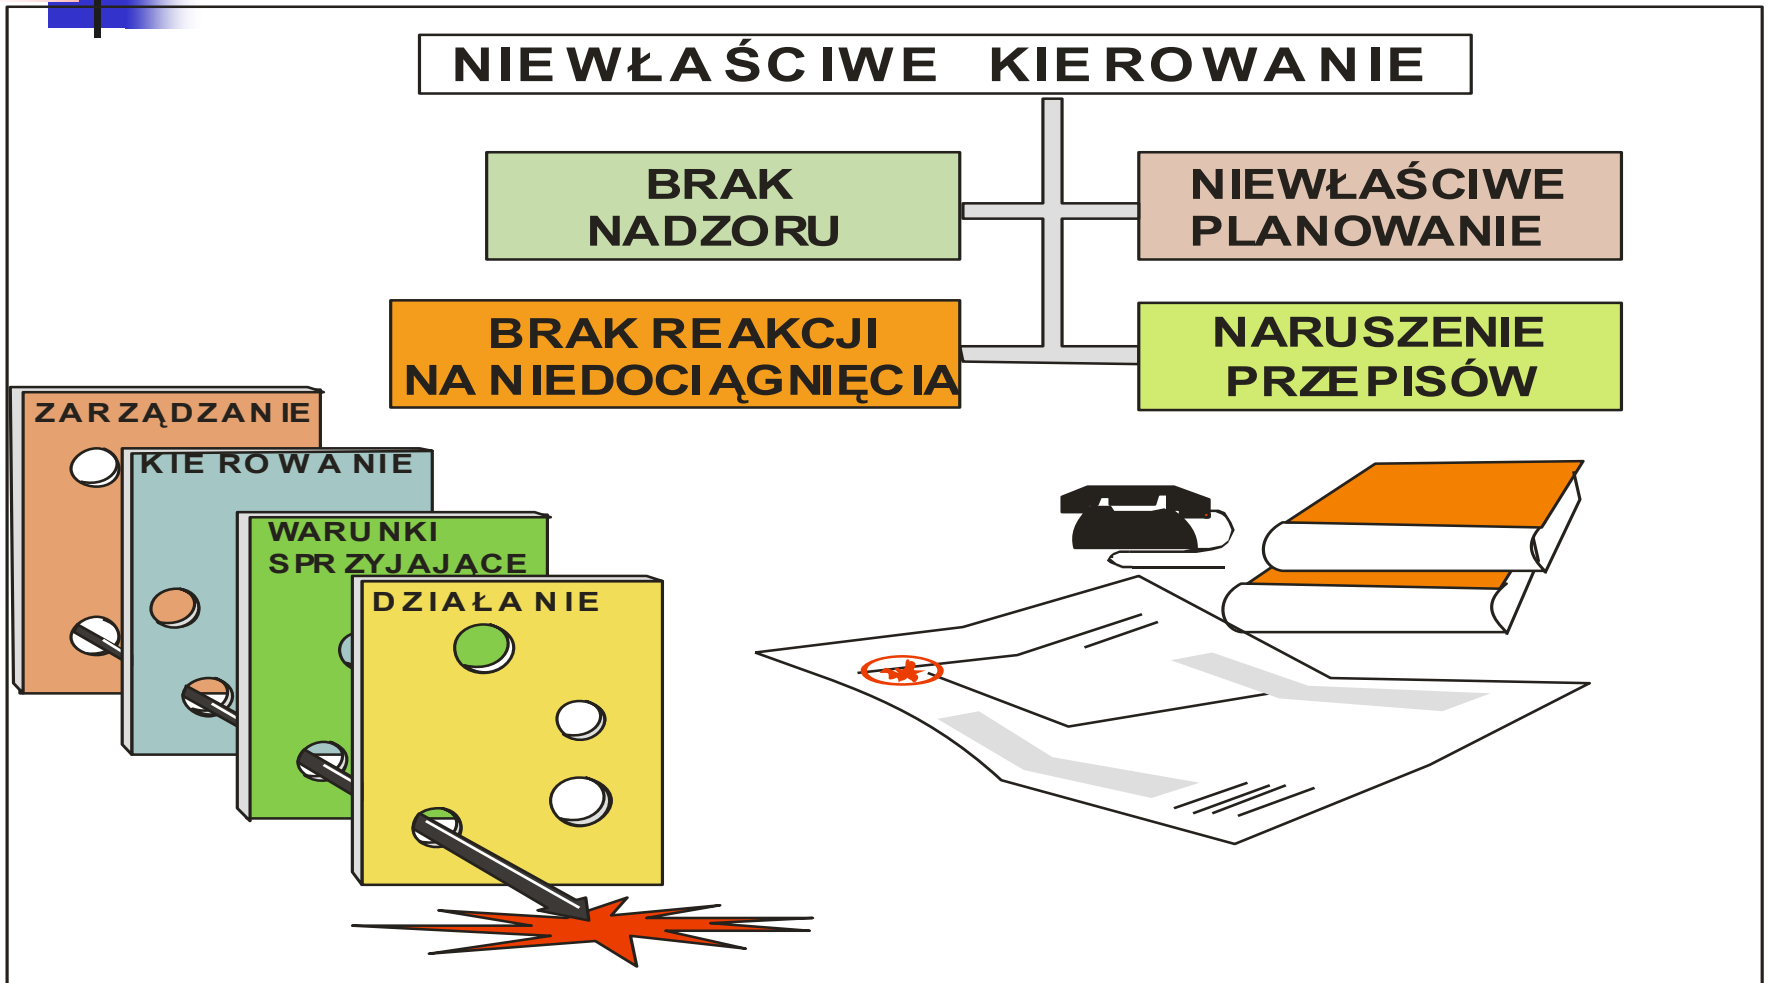 NIEWŁAŚCIWE KIEROWANIE
BRAK
NADZORU
NIEWŁAŚCIWE
PLANOWANIE
BRAK REAKCJI
NA NIEDOCIĄGNIĘCIA
NARUSZENIE
PRZEPISÓW
ZARZĄDZANIE
KIEROWANIE
WARUNKI
SPRZYJAJĄCE
DZIAŁANIE